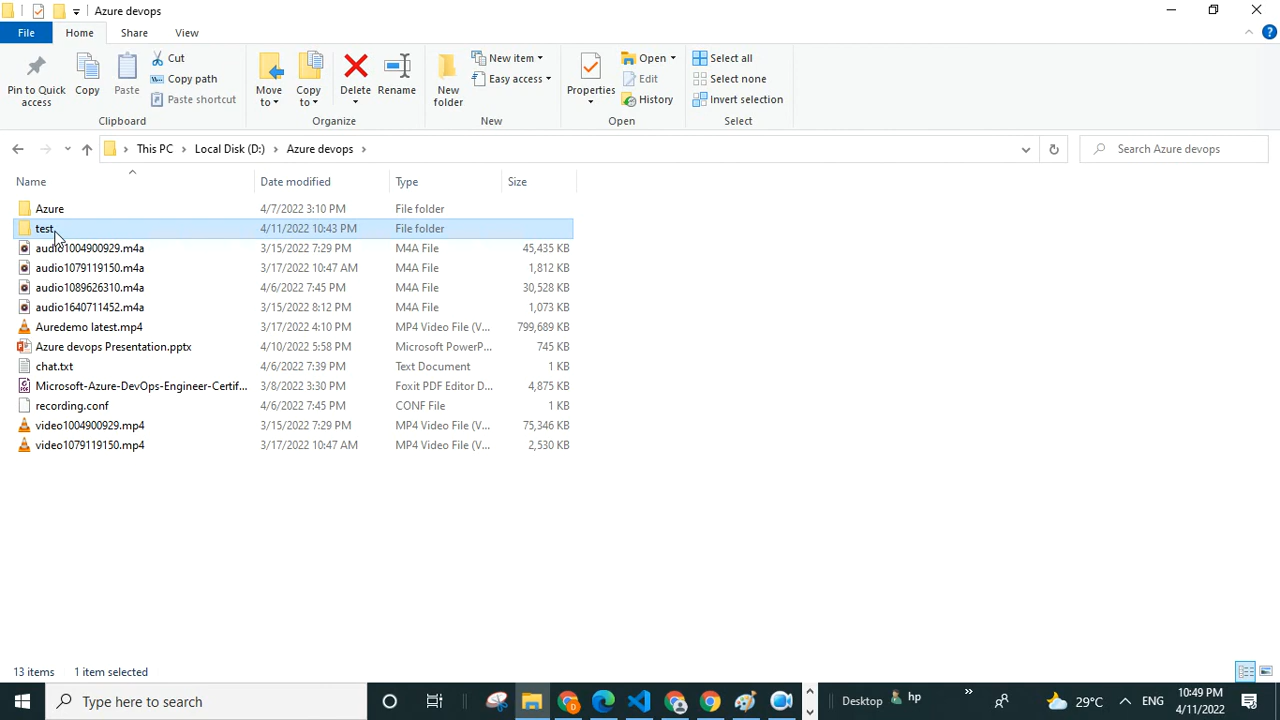 Azure devops
File Home Share View
Pin to Quick access
Copy
Paste
Cut
Copy path
Paste shortcut
Clipboard
Move to
Copy to
Delete
Rename
Organize
New folder
New item
Easy access
New
Properties
Open
Edit
History
Open
Select all
Select none
Invert selection
Select
This PC > Local Disk (D:) > Azure devops >
Search Azure devops
Name Date modified Type Size
Azure 4/7/2022 3:10 PM File folder
test 4/11/2022 10:43 PM File folder
audio1004900929.m4a 3/15/2022 7:29 PM M4A File 45,435 KB
audio1079119150.m4a 3/17/2022 10:47 AM M4A File 1,812 KB
audio1089626310.m4a 4/6/2022 7:45 PM M4A File 30,528 KB
audio1640711452.m4a 3/15/2022 8:12 PM M4A File 1,073 KB
Auredemo latest.mp4 3/17/2022 4:10 PM MP4 Video File (V... 799,689 KB
Azure devops Presentation.pptx 4/10/2022 5:58 PM Microsoft PowerP... 745 KB
chat.txt 4/6/2022 7:39 PM Text Document 1 KB
Microsoft-Azure-DevOps-Engineer-Certif... 3/8/2022 3:30 PM Foxit PDF Editor D... 4,875 KB
recording.conf 4/6/2022 7:45 PM CONF File 1 KB
video1004900929.mp4 3/15/2022 7:29 PM MP4 Video File (V... 75,346 KB
video1079119150.mp4 3/17/2022 10:47 AM MP4 Video File (V... 2,530 KB
13 items 1 item selected
Type here to search
Desktop
hp
29°C
ENG
10:49 PM
4/11/2022